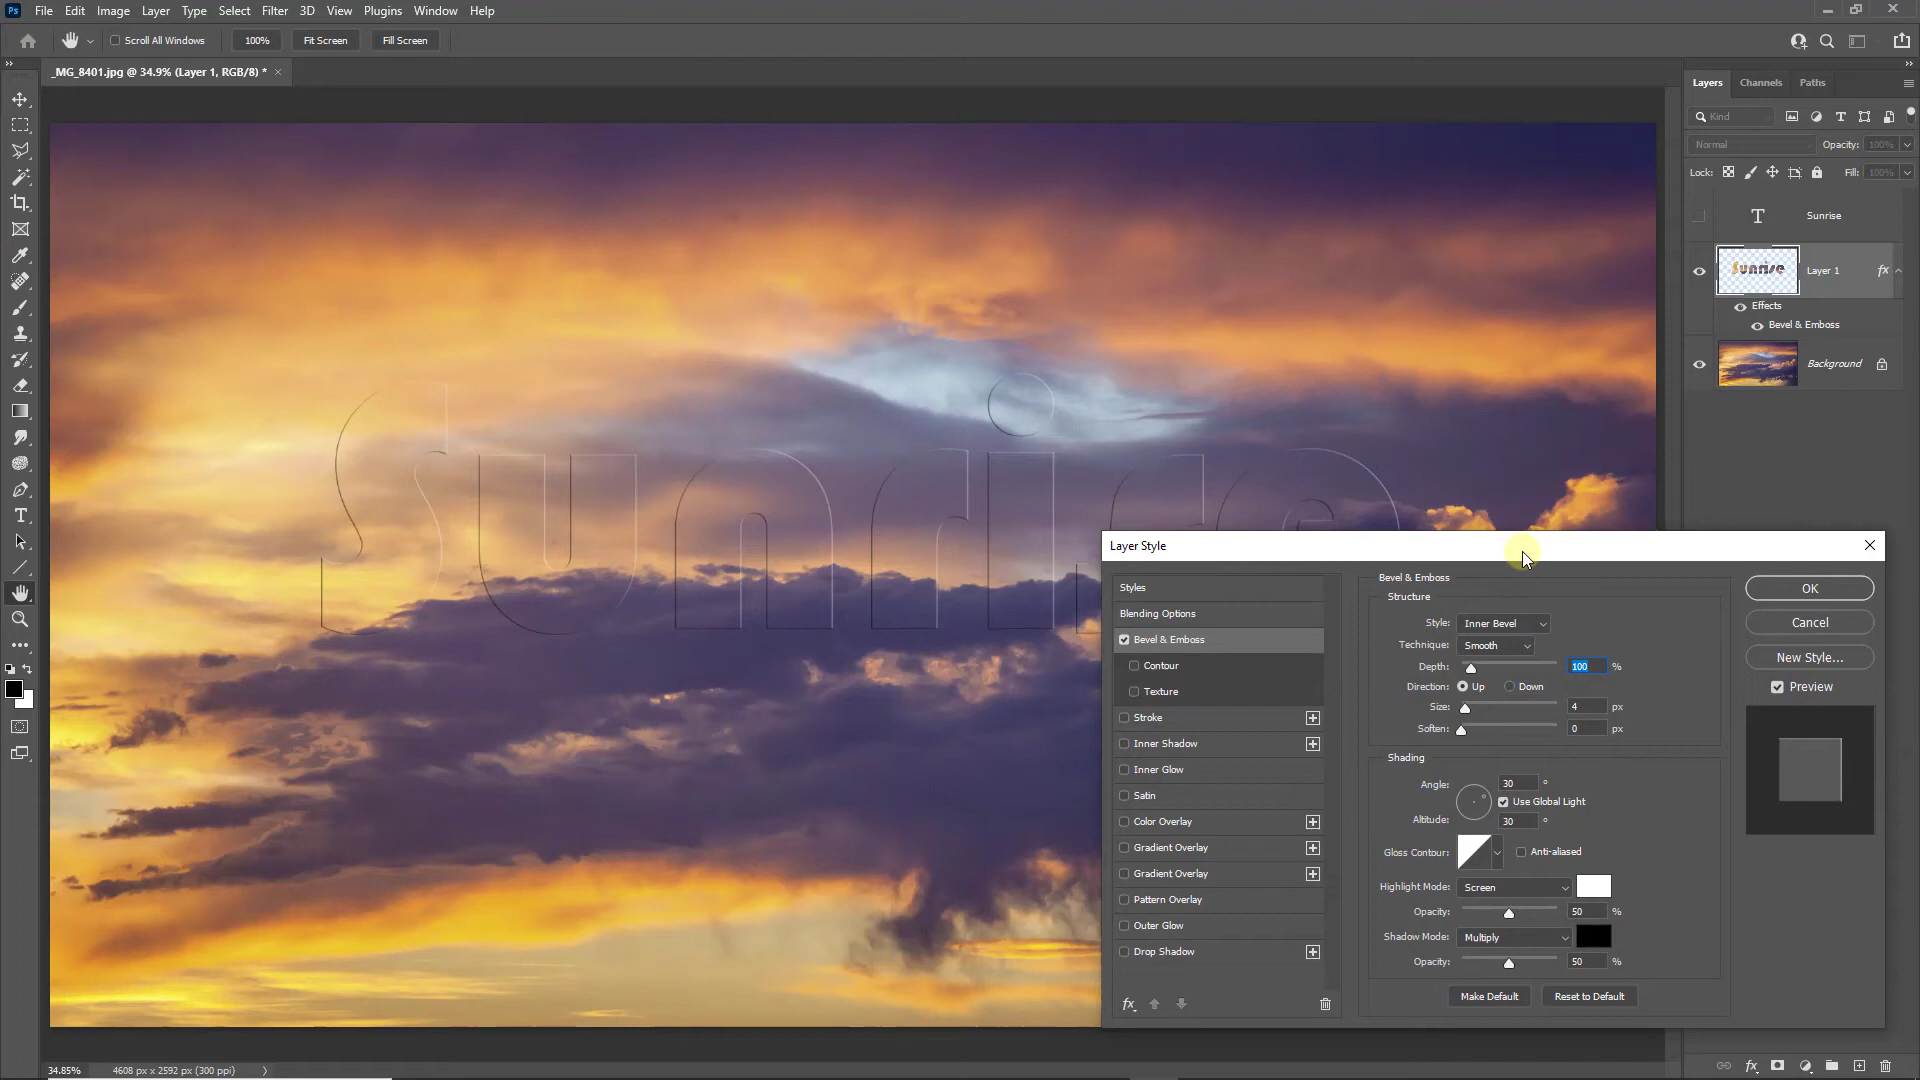 Ps File Edit Image Layer Type Select Filter 3D View Plugins Window Help
Scroll All Windows 100% Fit Screen Fill Screen
_MG_8401.jpg @ 34.9% (Layer 1, RGB/8) *
Layers Channels Paths
Kind
Normal Opacity: 100%
Lock: Fill: 100%
T Sunrise
Sunrise Layer 1 fx
Effects
Bevel & Emboss
Background
Sunrise
Layer Style
Styles
Blending Options
Bevel & Emboss
Contour
Texture
Stroke
Inner Shadow
Inner Glow
Satin
Color Overlay
Gradient Overlay
Gradient Overlay
Pattern Overlay
Outer Glow
Drop Shadow
fx
Bevel & Emboss
Structure
Style: Inner Bevel
Technique: Smooth
Depth: 100 %
Direction: Up Down
Size: 4 px
Soften: 0 px
Shading
Angle: 30 °
Use Global Light
Altitude: 30 °
Gloss Contour: Anti-aliased
Highlight Mode: Screen
Opacity: 50 %
Shadow Mode: Multiply
Opacity: 50 %
Make Default Reset to Default
OK
Cancel
New Style...
Preview
34.85% 4608 px x 2592 px (300 ppi)
fx